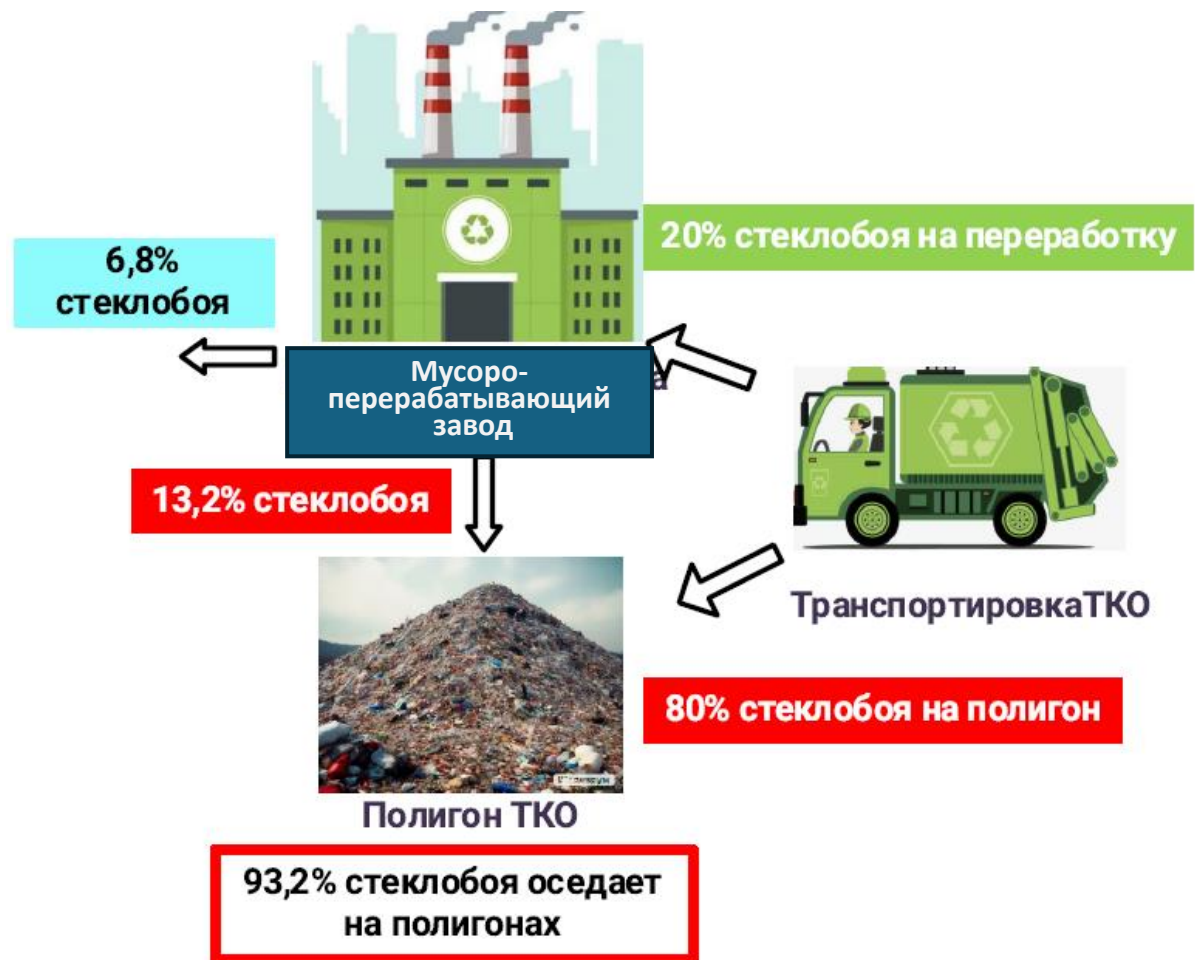 20% стеклобоя на переработку
6,8%
стеклобоя
Мусоро-
перерабатывающий
завод
а
13,2% стеклобоя
ТранспортировкаТКО
80% стеклобоя на полигон
Полигон ТКО
93,2% стеклобоя оседает
на полигонах